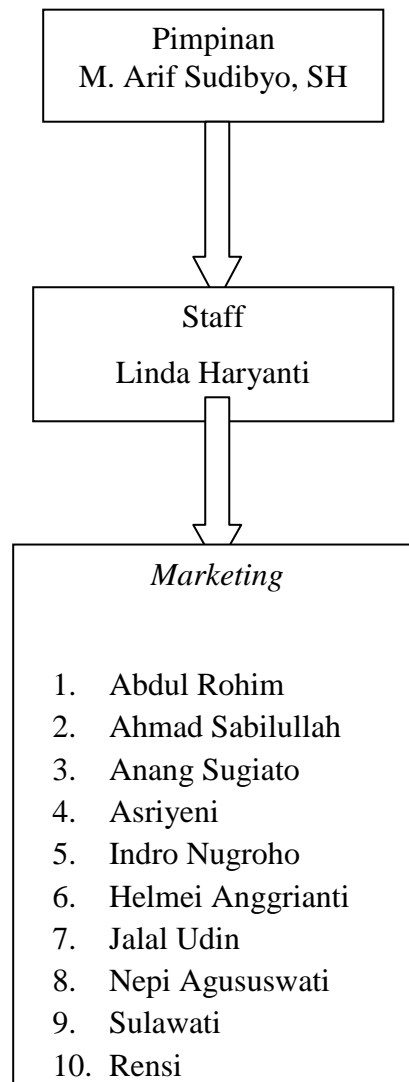 Pimpinan
M. Arif Sudibyo, SH
Staff
Linda Haryanti
Marketing
1. Abdul Rohim
2. Ahmad Sabilullah
3. Anang Sugiato
4. Asriyeni
5. Indro Nugroho
6. Helmei Anggrianti
7. Jalal Udin
8. Nepi Agususwati
9. Sulawati
10. Rensi